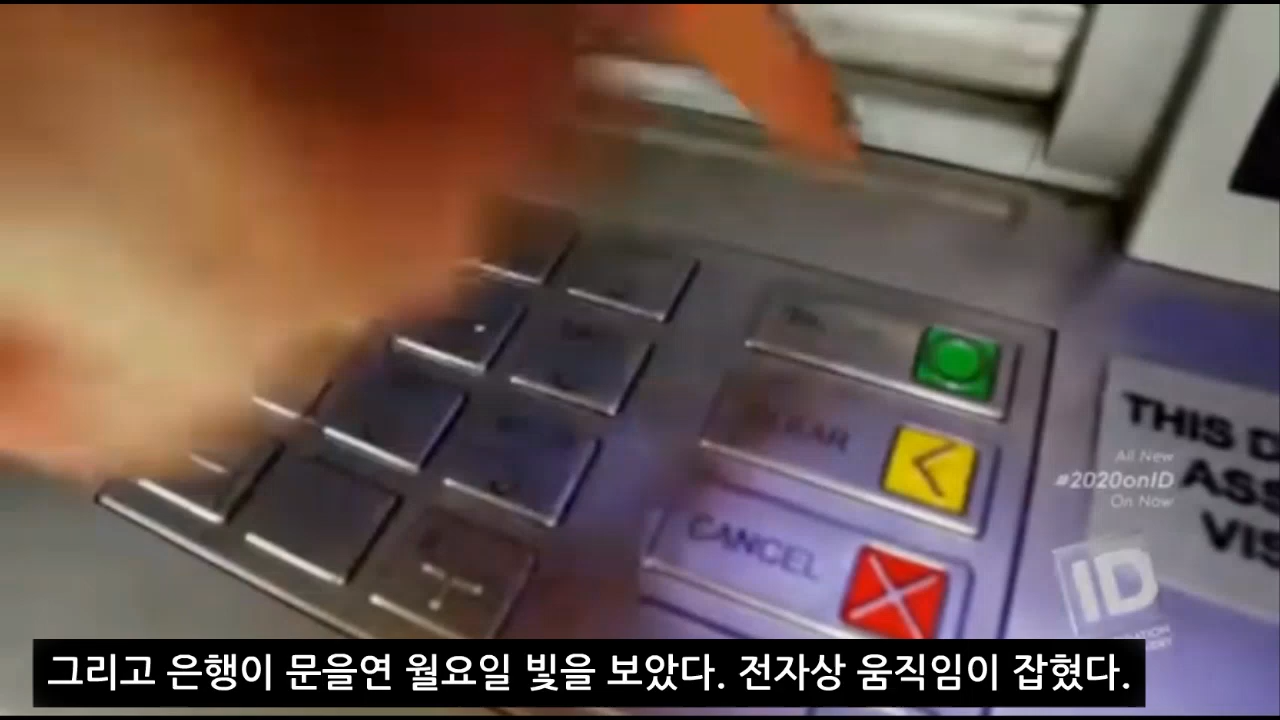 CANCEL
THIS D
ASS
VIS
All New
#2020onID
On Now
ID
그리고 은행이 문을연 월요일 빛을 보았다. 전자상 움직임이 잡혔다.